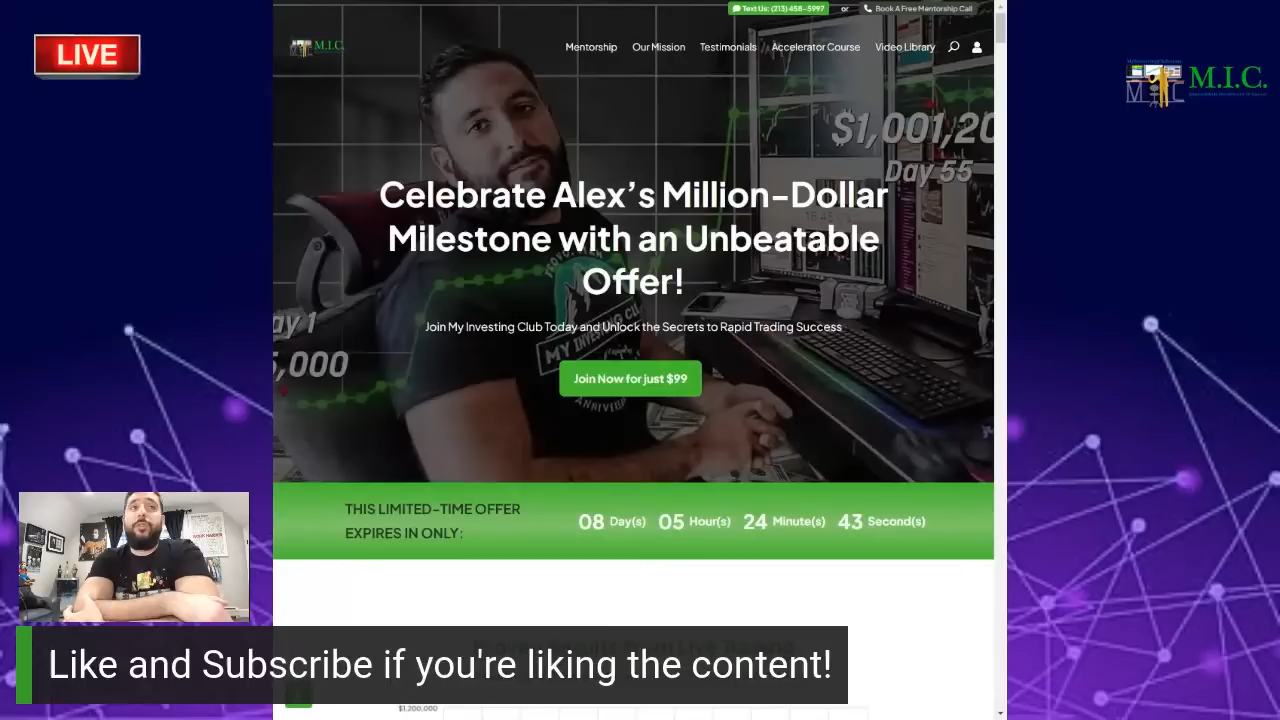 LIVE
Text Us: (213) 458-5997 or Book A Free Mentorship Call
M.I.C.
Mentorship Our Mission Testimonials Accelerator Course Video Library
M.I.C.
$1,001,20
Day 55
Celebrate Alex’s Million-Dollar
Milestone with an Unbeatable
Offer!
Join My Investing Club Today and Unlock the Secrets to Rapid Trading Success
ay 1
5,000
MY INVESTING CLU
Join Now for just $99
ANNIVE
THIS LIMITED-TIME OFFER
EXPIRES IN ONLY:
08 Day(s) 05 Hour(s) 24 Minute(s) 43 Second(s)
Like and Subscribe if you're liking the content!
$1,200,000